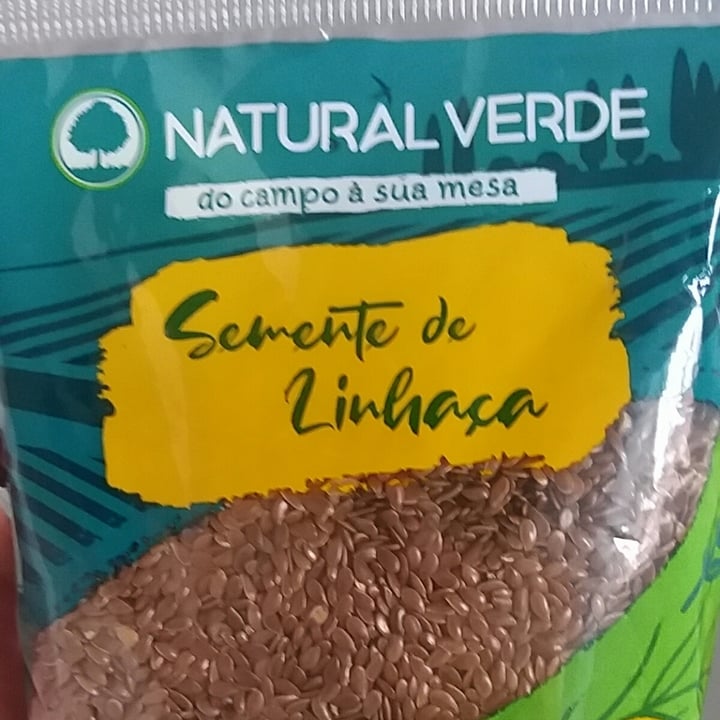 NATURAL VERDE
do campo à sua mesa
Semente de
Linhaça